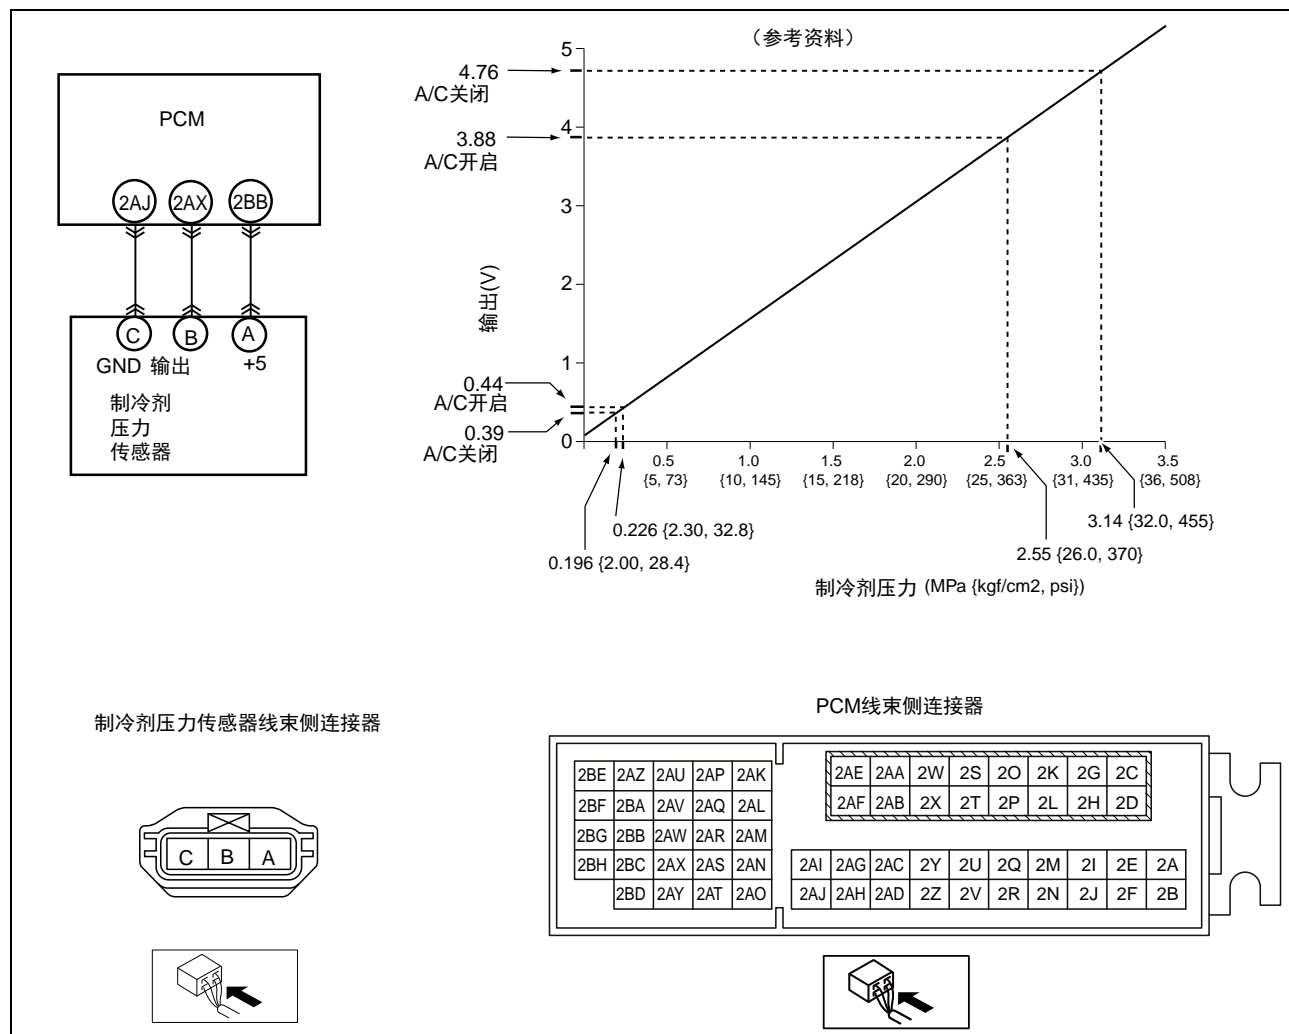 (参考资料)
PCM
2AJ 2AX 2BB
C B A
GND 输出 +5
制冷剂
压力
传感器
5
4.76
A/C关闭
4
3.88
A/C开启
3
2
输出(V)
1
0.44
A/C开启
0.39
A/C关闭
0
0.5 1.0 1.5 2.0 2.5 3.0 3.5
{5, 73} {10, 145} {15, 218} {20, 290} {25, 363} {31, 435} {36, 508}
3.14 {32.0, 455}
0.226 {2.30, 32.8}
2.55 {26.0, 370}
0.196 {2.00, 28.4}
制冷剂压力 (MPa {kgf/cm2, psi})
制冷剂压力传感器线束侧连接器
C B A
PCM线束侧连接器
2BE 2AZ 2AU 2AP 2AK
2BF 2BA 2AV 2AQ 2AL
2BG 2BB 2AW 2AR 2AM
2BH 2BC 2AX 2AS 2AN
2BD 2AY 2AT 2AO
2AE 2AA 2W 2S 2O 2K 2G 2C
2AF 2AB 2X 2T 2P 2L 2H 2D
2AI 2AG 2AC 2Y 2U 2Q 2M 2I 2E 2A
2AJ 2AH 2AD 2Z 2V 2R 2N 2J 2F 2B